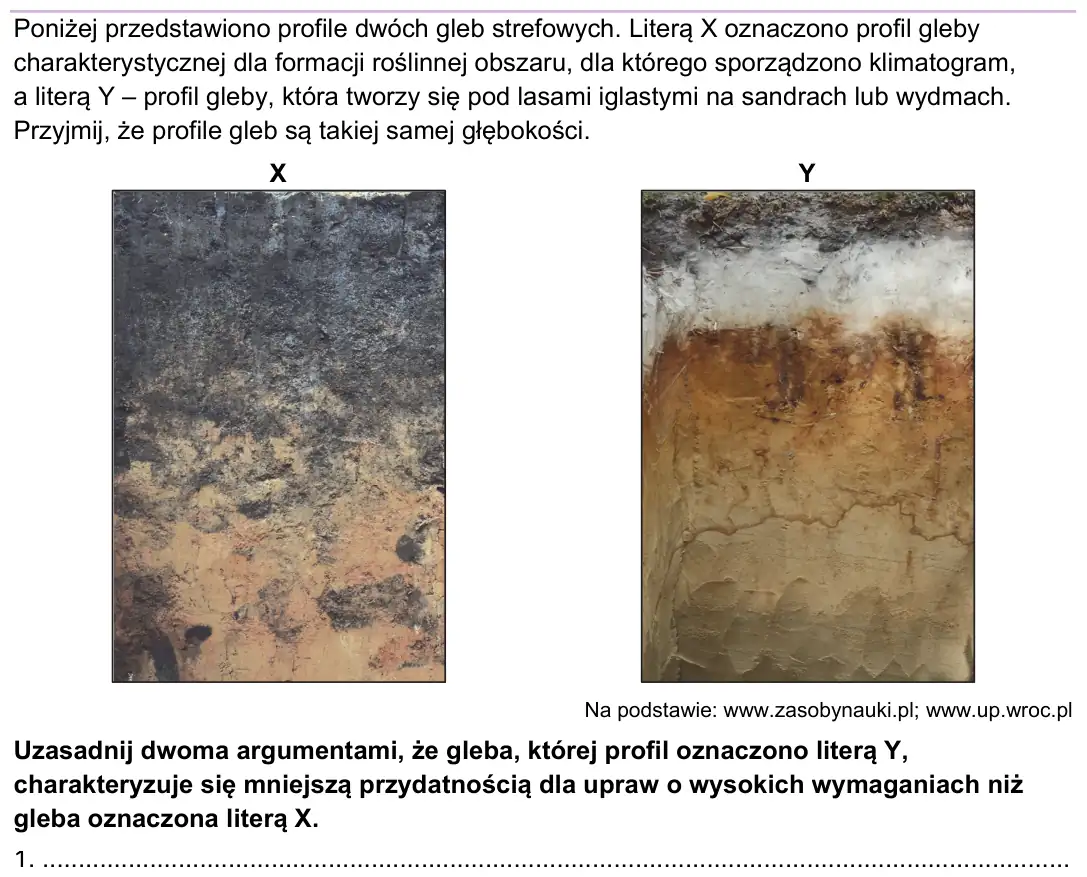 Poniżej przedstawiono profile dwóch gleb strefowych. Literą X oznaczono profil gleby
charakterystycznej dla formacji roślinnej obszaru, dla którego sporządzono klimatogram,
a literą Y – profil gleby, która tworzy się pod lasami iglastymi na sandrach lub wydmach.
Przyjmij, że profile gleb są takiej samej głębokości.
X
Y
Na podstawie: www.zasobynauki.pl; www.up.wroc.pl
Uzasadnij dwoma argumentami, że gleba, której profil oznaczono literą Y,
charakteryzuje się mniejszą przydatnością dla upraw o wysokich wymaganiach niż
gleba oznaczona literą X.
1. ................................................................................................................................................